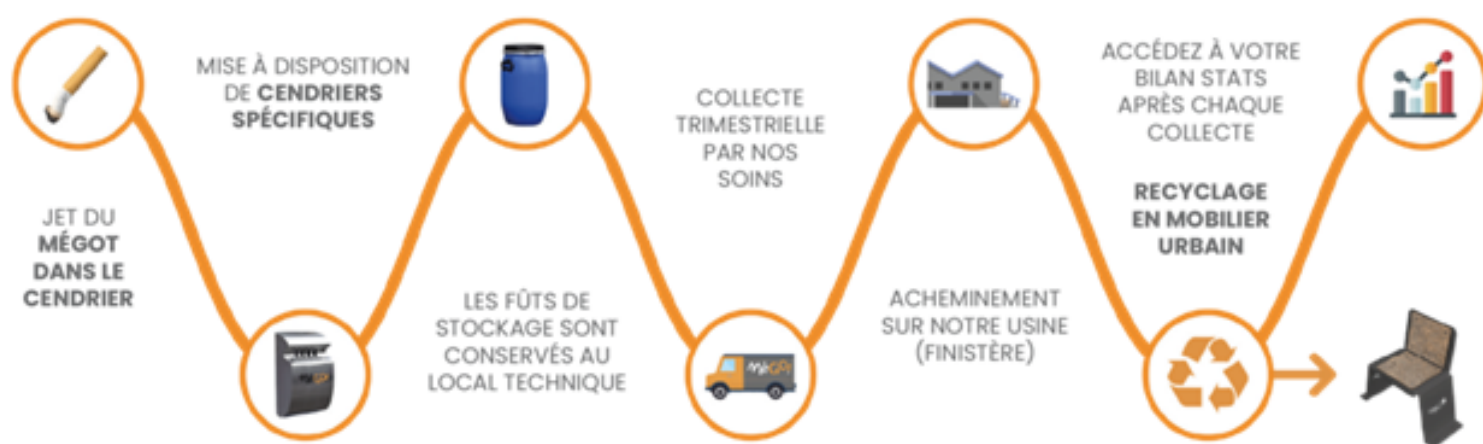 JET DU
MÉGOT
DANS LE
CENDRIER
MISE À DISPOSITION
DE CENDRIERS
SPÉCIFIQUES
LES FÛTS DE
STOCKAGE SONT
CONSERVÉS AU
LOCAL TECHNIQUE
COLLECTE
TRIMESTRIELLE
PAR NOS
SOINS
MéGO!
ACHEMINEMENT
SUR NOTRE USINE
(FINISTÈRE)
RECYCLAGE
EN MOBILIER
URBAIN
ACCÉDEZ À VOTRE
BILAN STATS
APRÈS CHAQUE
COLLECTE